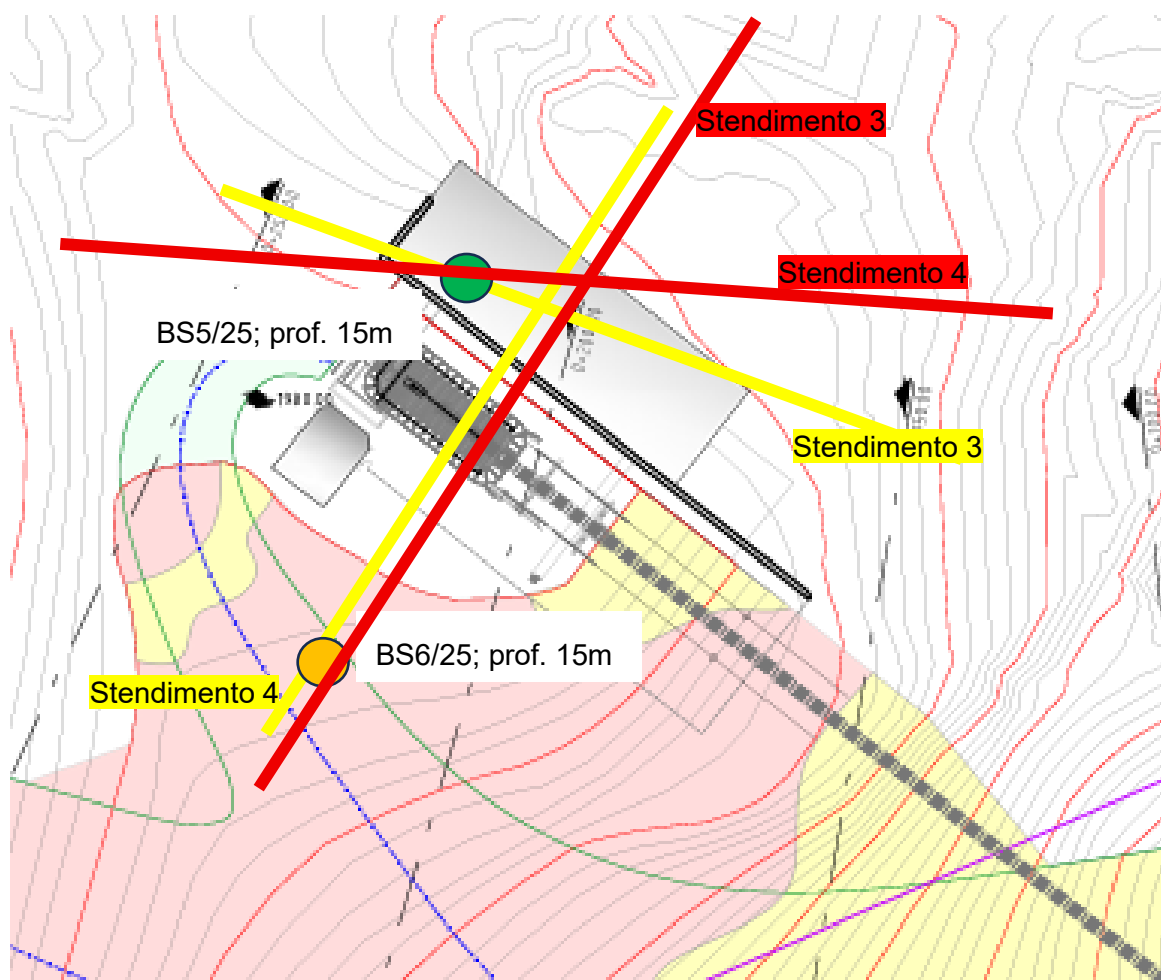 Stendimento 3
Stendimento 4
BS5/25; prof. 15m
Stendimento 3
BS6/25; prof. 15m
Stendimento 4